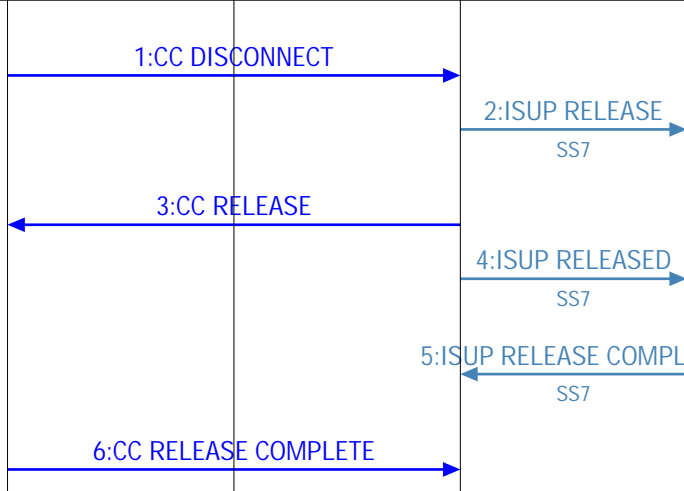 1:CC DISCONNECT
2:ISUP RELEASE
SS7
3:CC RELEASE
4:ISUP RELEASED
SS7
5:ISUP RELEASE COMPL
SS7
6:CC RELEASE COMPLETE